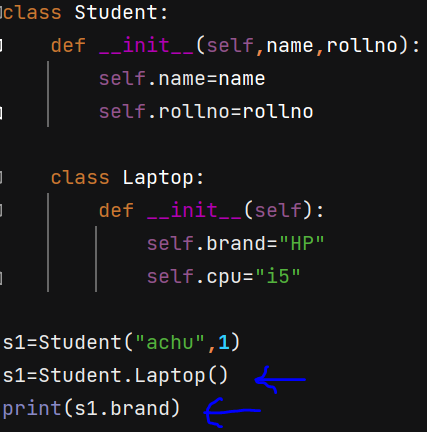 class Student:
    def __init__(self,name,rollno):
        self.name=name
        self.rollno=rollno
    class Laptop:
        def __init__(self):
            self.brand="HP"
            self.cpu="i5"
s1=Student("achu",1)
s1=Student.Laptop()
print(s1.brand)